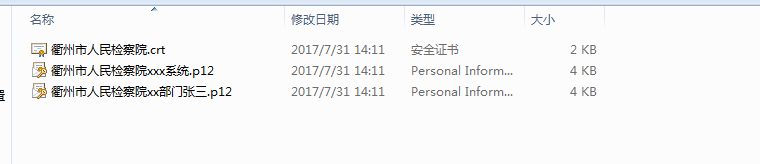 名称 修改日期 类型 大小
衢州市人民检察院.crt 2017/7/31 14:11 安全证书 2 KB
衢州市人民检察院xxx系统.p12 2017/7/31 14:11 Personal Inform... 4 KB
衢州市人民检察院xx部门张三.p12 2017/7/31 14:11 Personal Inform... 4 KB